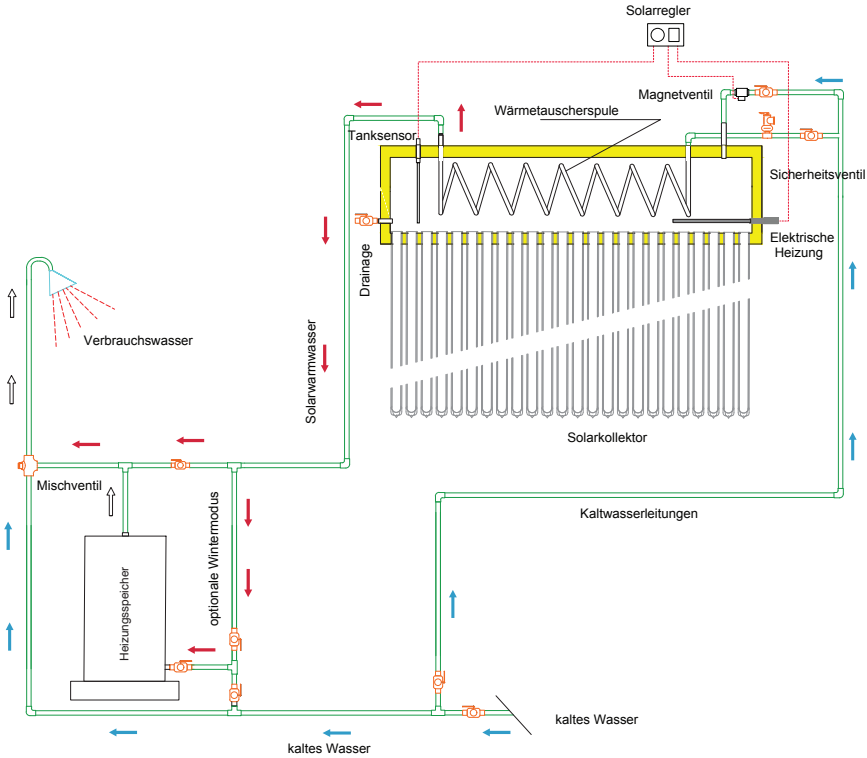 Solarregler
Magnetventil
Wärmetauscherspule
Tanksensor
Sicherheitsventil
Elektrische
Heizung
Drainage
Verbrauchswasser
Solarwarmwasser
Solarkollektor
Mischventil
Kaltwasserleitungen
optionale Wintermodus
Heizungsspeicher
kaltes Wasser
kaltes Wasser